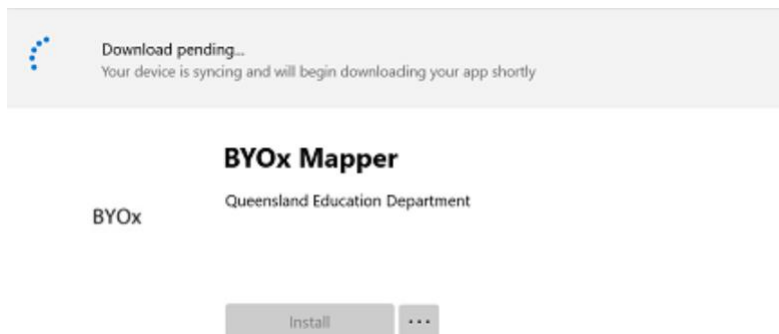 Download pending...
Your device is syncing and will begin downloading your app shortly
BYOx Mapper
Queensland Education Department
BYOx
Install
...